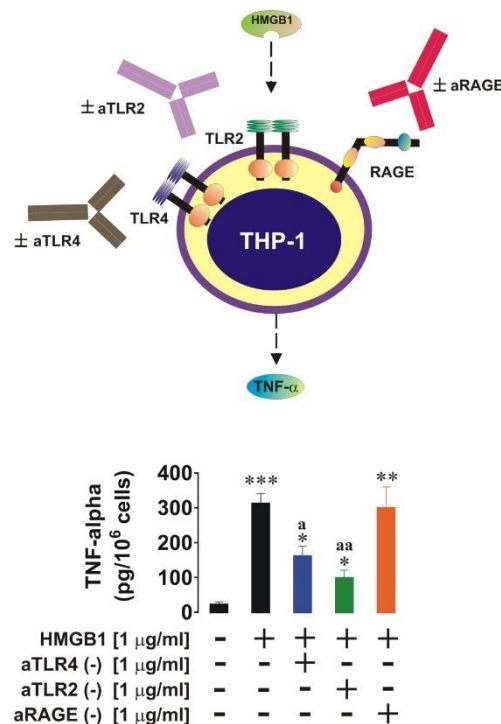 HMGB1
± aTLR2
± aRAGE
TLR2
RAGE
TLR4
± aTLR4
THP-1
TNF-α
TNF-alpha
(pg/10⁶ cells)
400
300
200
100
0
***
a
*
aa
*
**
HMGB1 [1 μg/ml] – + + + +
aTLR4 (-) [1 μg/ml] – – + – –
aTLR2 (-) [1 μg/ml] – – – + –
aRAGE (-) [1 μg/ml] – – – – +